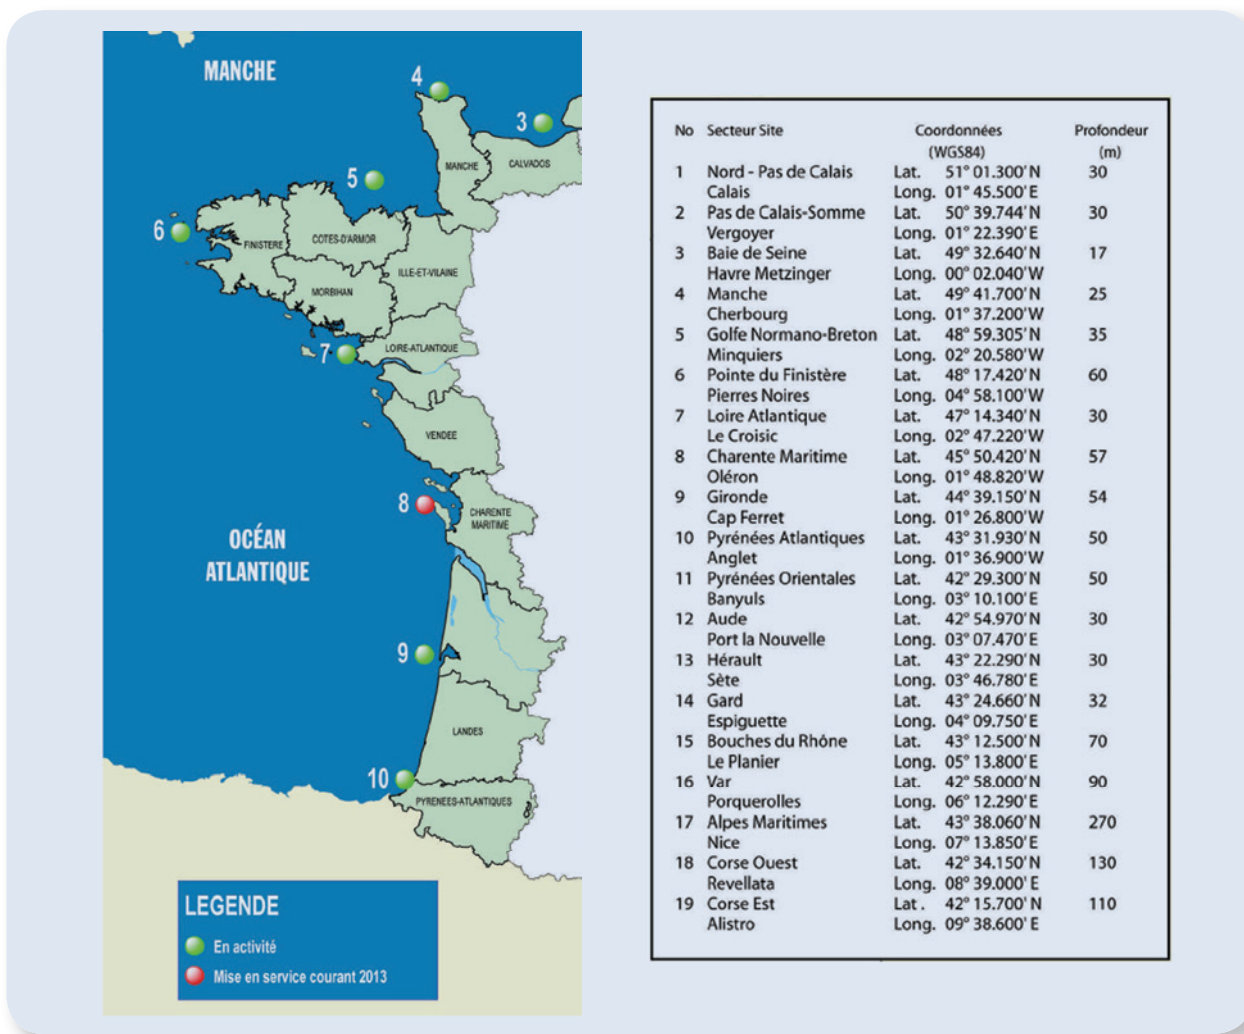 MANCHE
4
3
MANCHE
CALVADOS
5
6
FINISTERE
COTES-D'ARMOR
ILLE-ET-VILAINE
MORBIHAN
7
LOIRE-ATLANTIQUE
VENDEE
8
CHARENTE
MARITIME
OCÉAN
ATLANTIQUE
9
LANDES
10
PYRENEES-ATLANTIQUES
LEGENDE
En activité
Mise en service courant 2013
No Secteur Site Coordonnées Profondeur
(WGS84) (m)
1 Nord - Pas de Calais Lat. 51° 01.300' N 30
Calais Long. 01° 45.500' E
2 Pas de Calais-Somme Lat. 50° 39.744' N 30
Vergoyer Long. 01° 22.390' E
3 Baie de Seine Lat. 49° 32.640' N 17
Havre Metzinger Long. 00° 02.040' W
4 Manche Lat. 49° 41.700' N 25
Cherbourg Long. 01° 37.200' W
5 Golfe Normano-Breton Lat. 48° 59.305' N 35
Minquiers Long. 02° 20.580' W
6 Pointe du Finistère Lat. 48° 17.420' N 60
Pierres Noires Long. 04° 58.100' W
7 Loire Atlantique Lat. 47° 14.340' N 30
Le Croisic Long. 02° 47.220' W
8 Charente Maritime Lat. 45° 50.420' N 57
Oléron Long. 01° 48.820' W
9 Gironde Lat. 44° 39.150' N 54
Cap Ferret Long. 01° 26.800' W
10 Pyrénées Atlantiques Lat. 43° 31.930' N 50
Anglet Long. 01° 36.900' W
11 Pyrénées Orientales Lat. 42° 29.300' N 50
Banyuls Long. 03° 10.100' E
12 Aude Lat. 42° 54.970' N 30
Port la Nouvelle Long. 03° 07.470' E
13 Hérault Lat. 43° 22.290' N 30
Sète Long. 03° 46.780' E
14 Gard Lat. 43° 24.660' N 32
Espiguette Long. 04° 09.750' E
15 Bouches du Rhône Lat. 43° 12.500' N 70
Le Planier Long. 05° 13.800' E
16 Var Lat. 42° 58.000' N 90
Porquerolles Long. 06° 12.290' E
17 Alpes Maritimes Lat. 43° 38.060' N 270
Nice Long. 07° 13.850' E
18 Corse Ouest Lat. 42° 34.150' N 130
Revellata Long. 08° 39.000' E
19 Corse Est Lat . 42° 15.700' N 110
Alistro Long. 09° 38.600' E